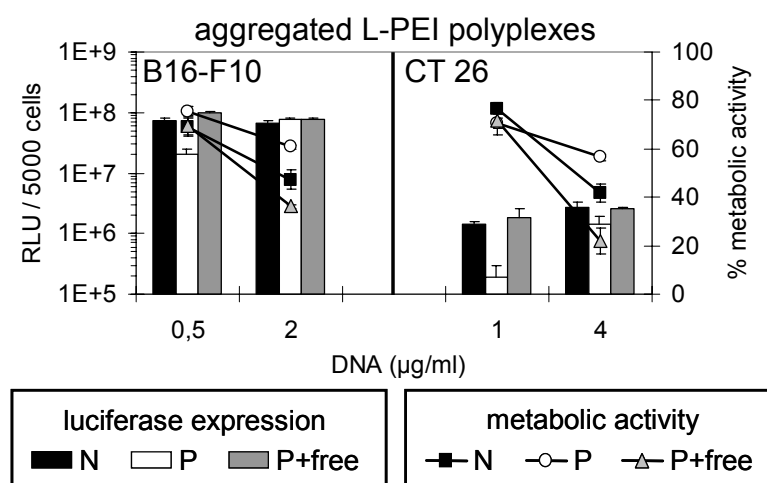 aggregated L-PEI polyplexes
B16-F10 CT 26
1E+9 100
1E+8 80
1E+7 60
40
1E+6 20
1E+5 0
RLU / 5000 cells
% metabolic activity
0,5 2 1 4
DNA (µg/ml)
luciferase expression
N P P+free
metabolic activity
N P P+free